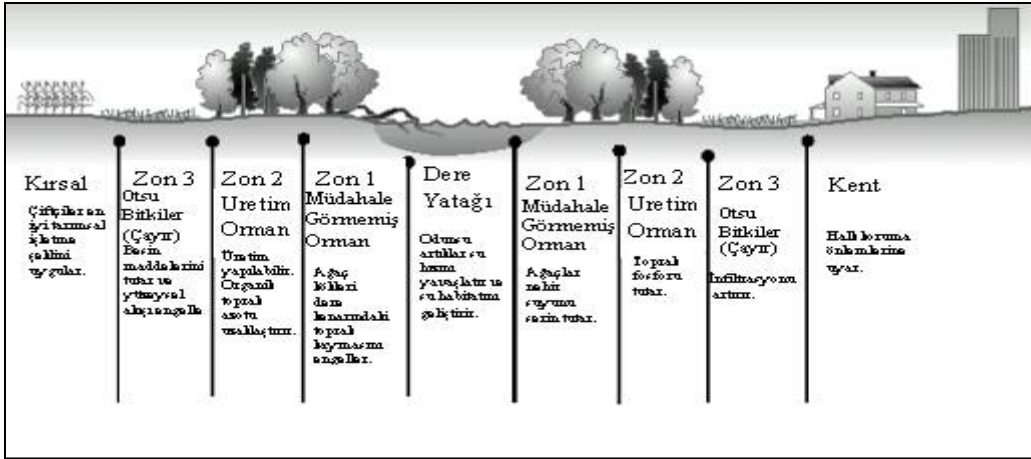 Kırsal
Çiftçiler en
iyi tarımsal
işletme
şeklini
uygular.
Zon 3
Otsu
Bitkiler
(Çayır)
Besin
maddelerini
tutar ve
yüzeysel
akışı engelle
Zon 2
Uretim
Orman
Üretim
yapılabilir.
Organik
toprak
azotu
uzaklaştırır.
Zon 1
Müdahale
Görmemiş
Orman
Ağaç
kökleri
dere
kenarındaki
toprak
kaymasını
engeller.
Dere
Yatağı
Odunsu
artıklar su
hızını
yavaşlatır ve
su habitatını
geliştirir.
Zon 1
Müdahale
Görmemiş
Orman
Ağaçlar
nehir
suyunu
serin tutar.
Zon 2
Uretim
Orman
Toprak
fosforu
tutar.
Zon 3
Otsu
Bitkiler
(Çayır)
İnfiltrasyonu
artırır.
Kent
Halk koruma
önlemlerine
uyar.